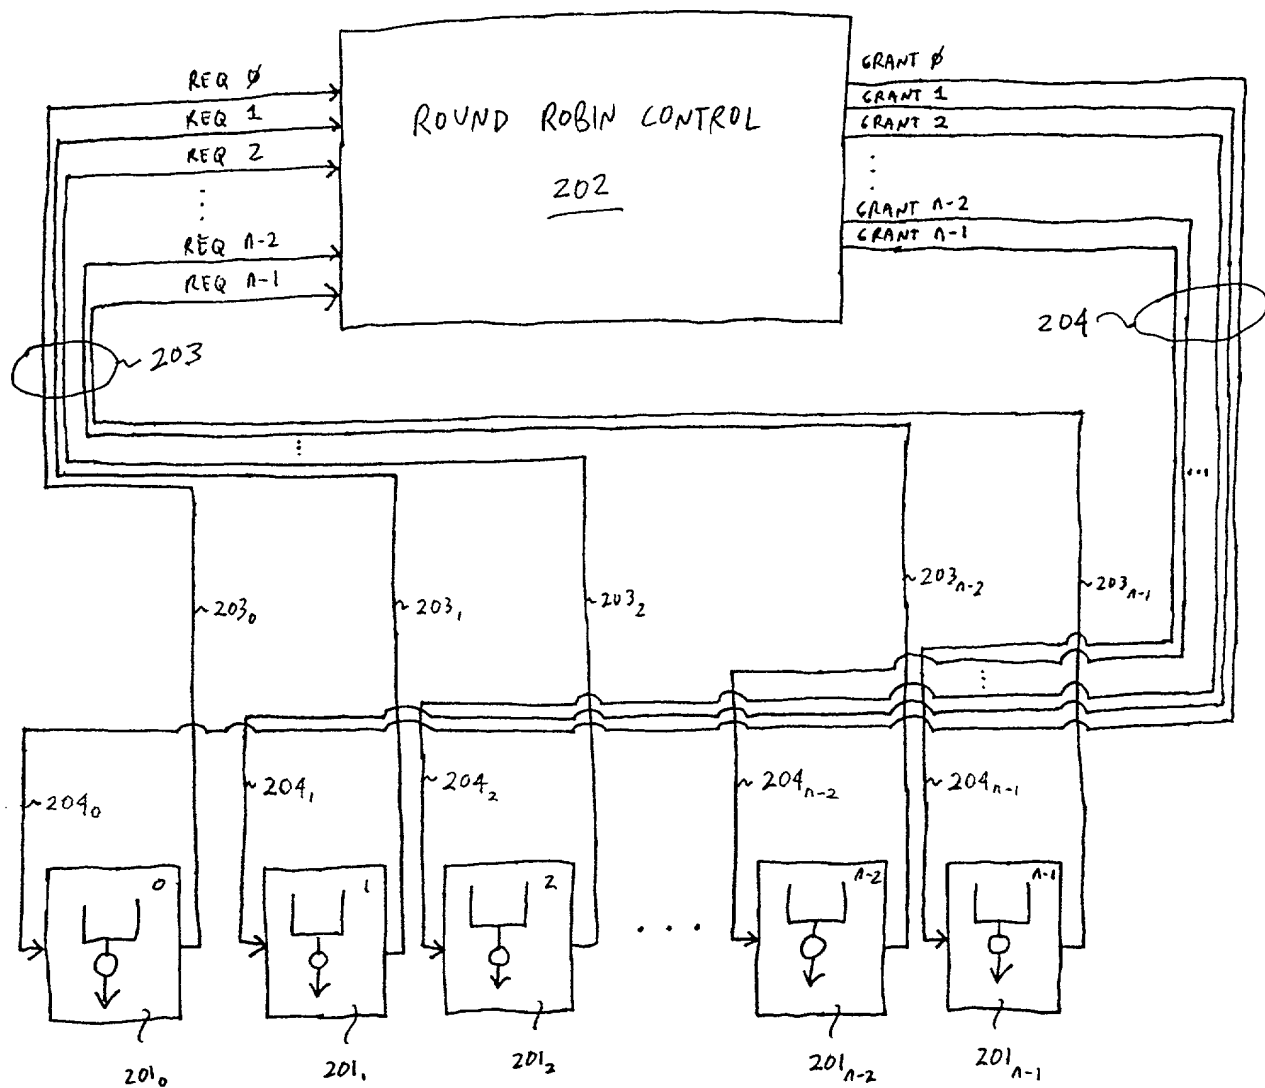 REQ Ø
REQ 1
REQ 2
REQ n-2
REQ n-1
ROUND ROBIN CONTROL
202
GRANT Ø
GRANT 1
GRANT 2
GRANT n-2
GRANT n-1
203
204
...
...
203₀
203₁
203₂
203ₙ₋₂
203ₙ₋₁
204₀
204₁
204₂
204ₙ₋₂
204ₙ₋₁
0
1
2
n-2
n-1
. . .
201₀
201₁
201₂
201ₙ₋₂
201ₙ₋₁